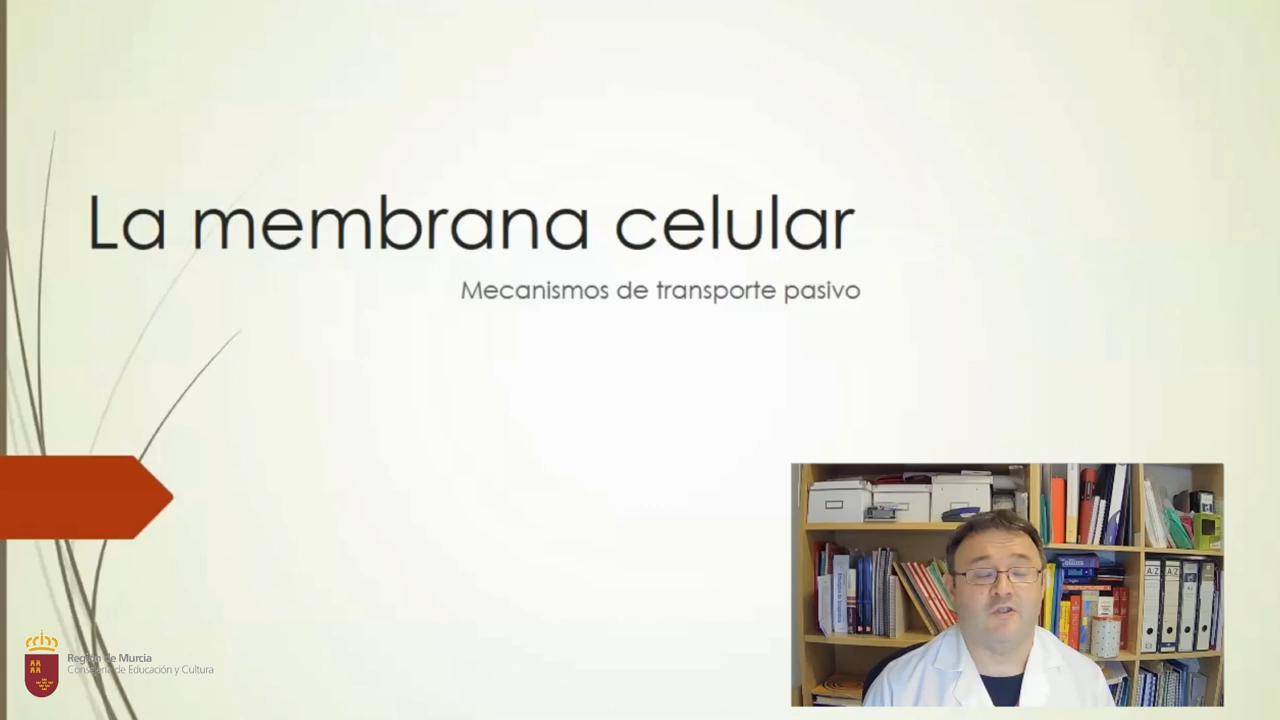 La membrana celular
Mecanismos de transporte pasivo
Región de Murcia
Consejería de Educación y Cultura
A/Z
A/Z